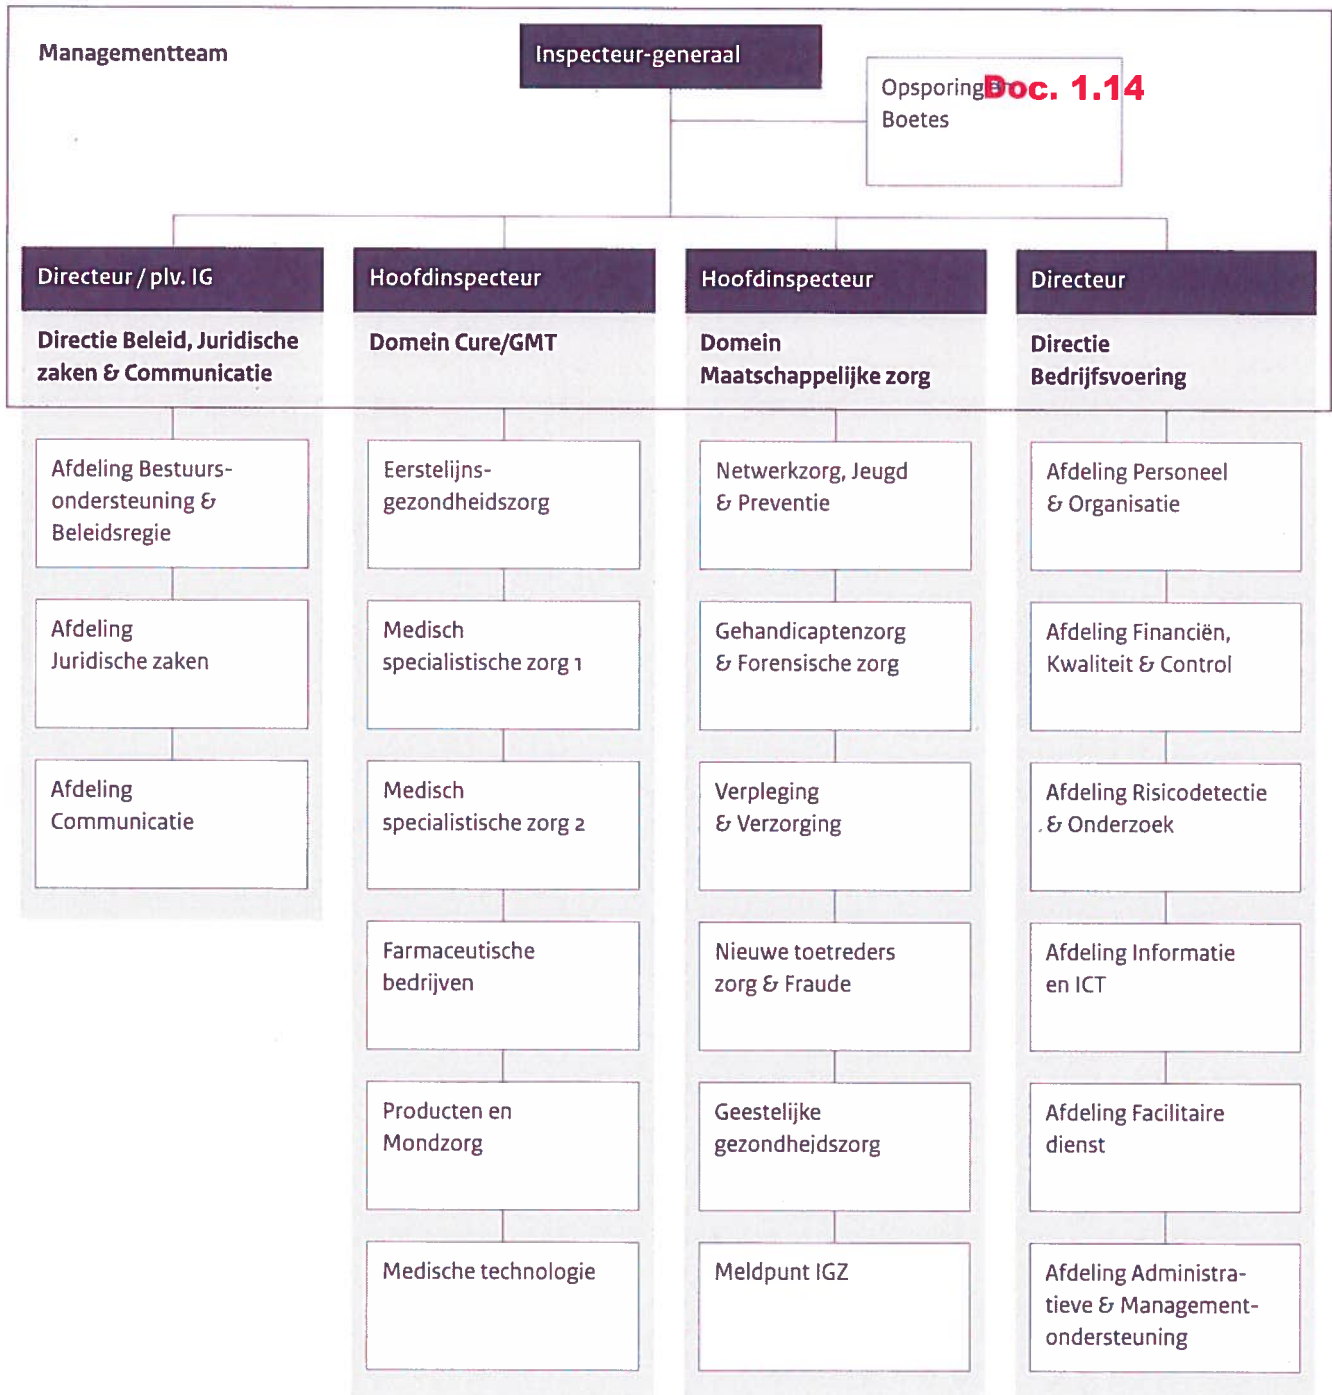 Managementteam
Inspecteur-generaal
Opsporing
Doc. 1.14
Boetes
Directeur / plv. IG
Directie Beleid, Juridische
zaken & Communicatie
Afdeling Bestuurs-
ondersteuning &
Beleidsregie
Afdeling
Juridische zaken
Afdeling
Communicatie
Hoofdinspecteur
Domein Cure/GMT
Eerstelijns-
gezondheidszorg
Medisch
specialistische zorg 1
Medisch
specialistische zorg 2
Farmaceutische
bedrijven
Producten en
Mondzorg
Medische technologie
Hoofdinspecteur
Domein
Maatschappelijke zorg
Netwerkzorg, Jeugd
& Preventie
Gehandicaptenzorg
& Forensische zorg
Verpleging
& Verzorging
Nieuwe toetreders
zorg & Fraude
Geestelijke
gezondheidszorg
Meldpunt IGZ
Directeur
Directie
Bedrijfsvoering
Afdeling Personeel
& Organisatie
Afdeling Financiën,
Kwaliteit & Control
Afdeling Risicodetectie
& Onderzoek
Afdeling Informatie
en ICT
Afdeling Facilitaire
dienst
Afdeling Administra-
tieve & Management-
ondersteuning